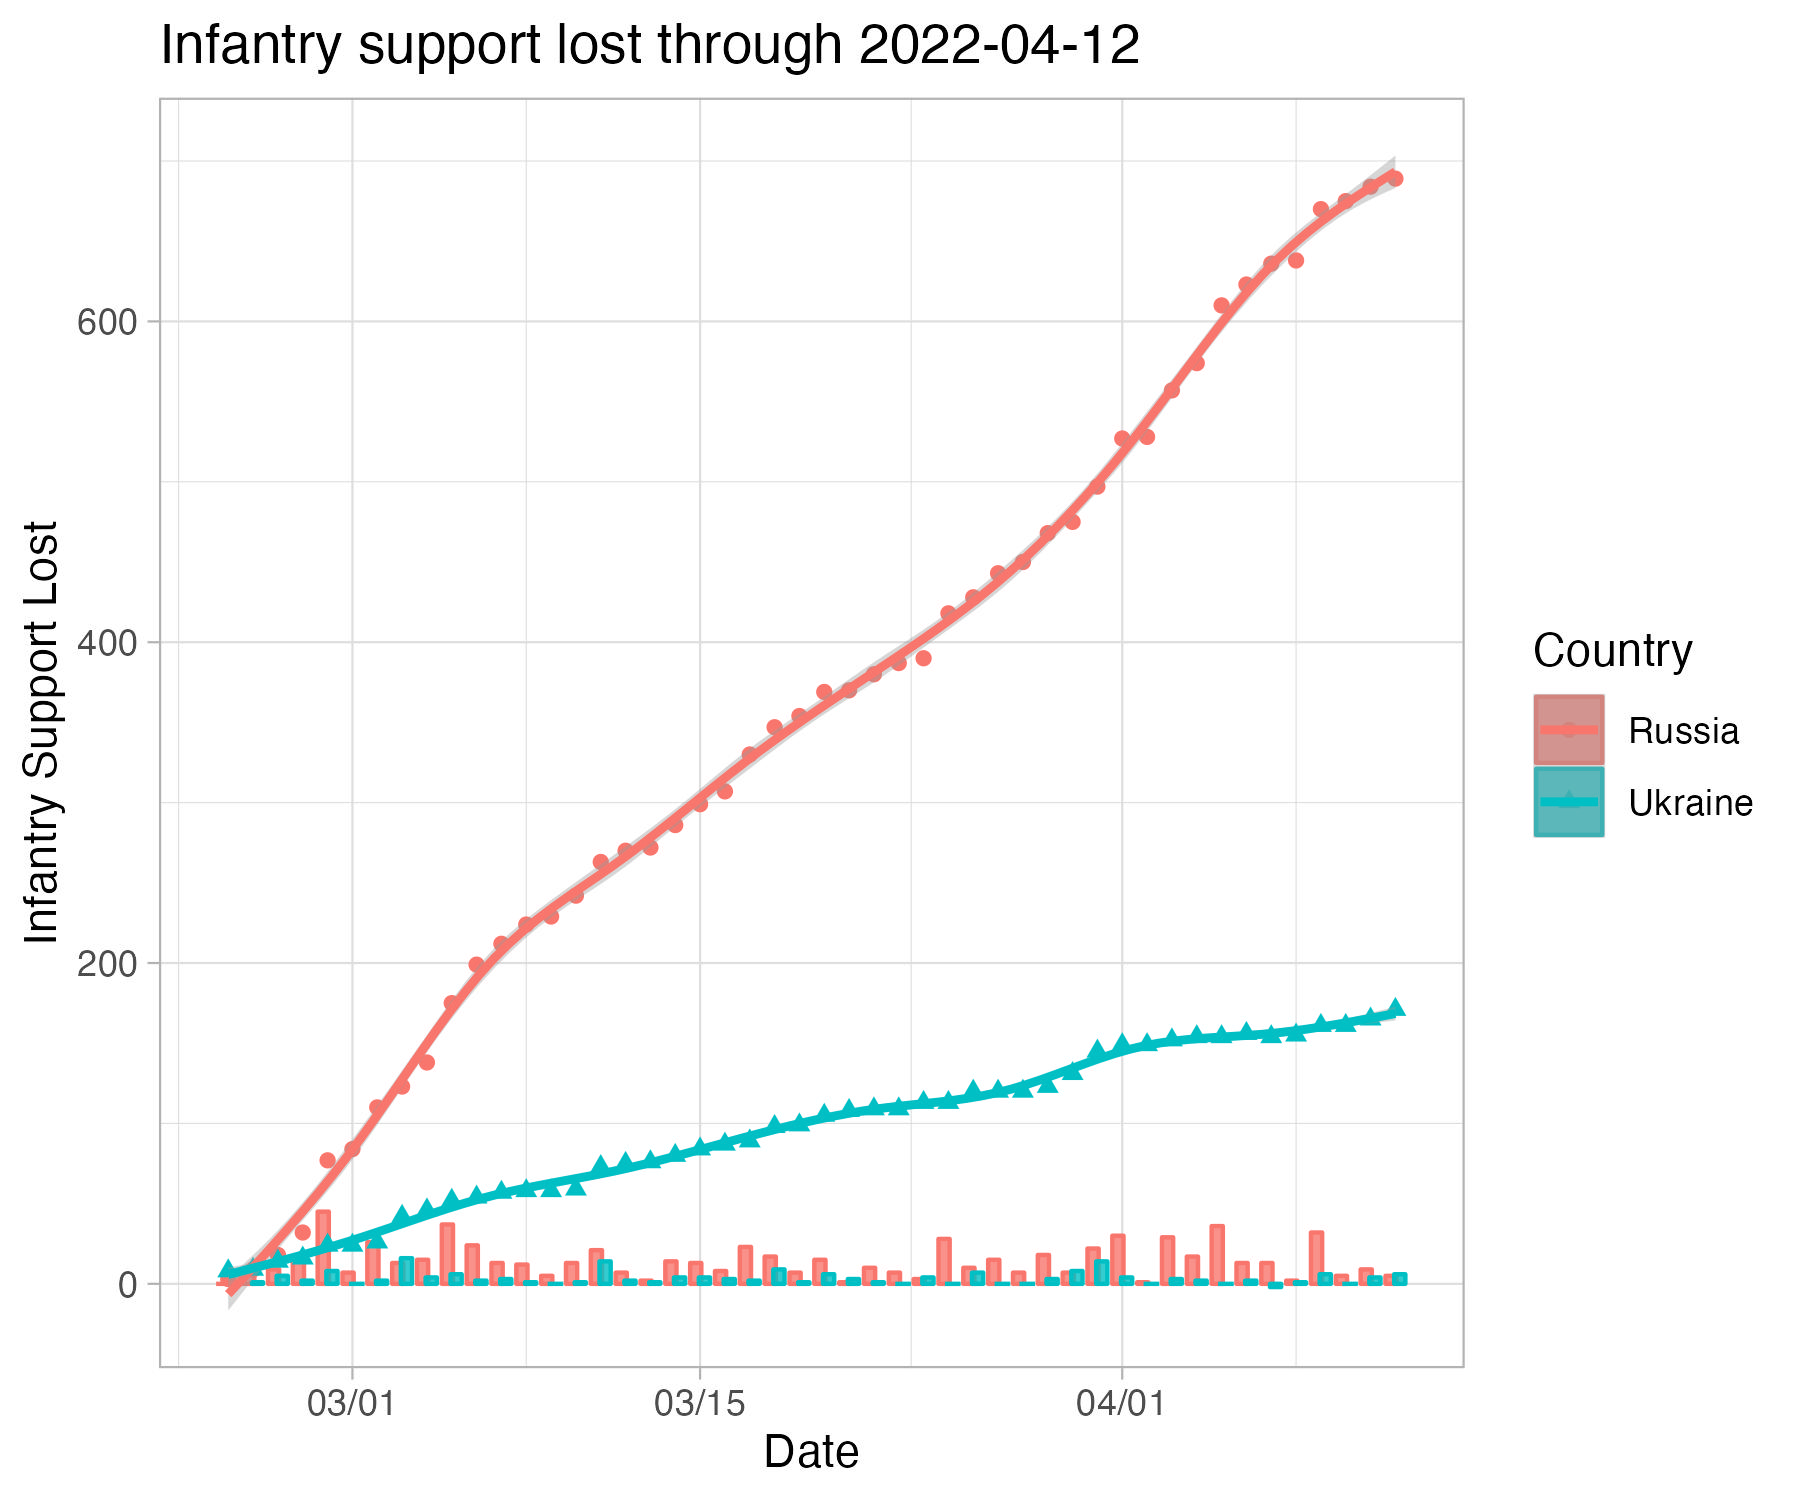 Infantry support lost through 2022-04-12
Infantry Support Lost
600
400
200
0
03/01
03/15
04/01
Date
Country
Russia
Ukraine